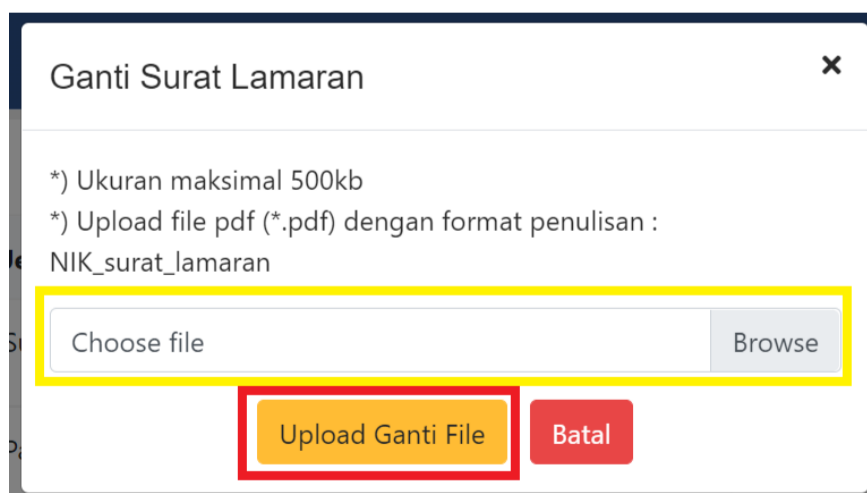 Ganti Surat Lamaran
*) Ukuran maksimal 500kb
*) Upload file pdf (*.pdf) dengan format penulisan :
NIK_surat_lamaran
Choose file Browse
Upload Ganti File Batal